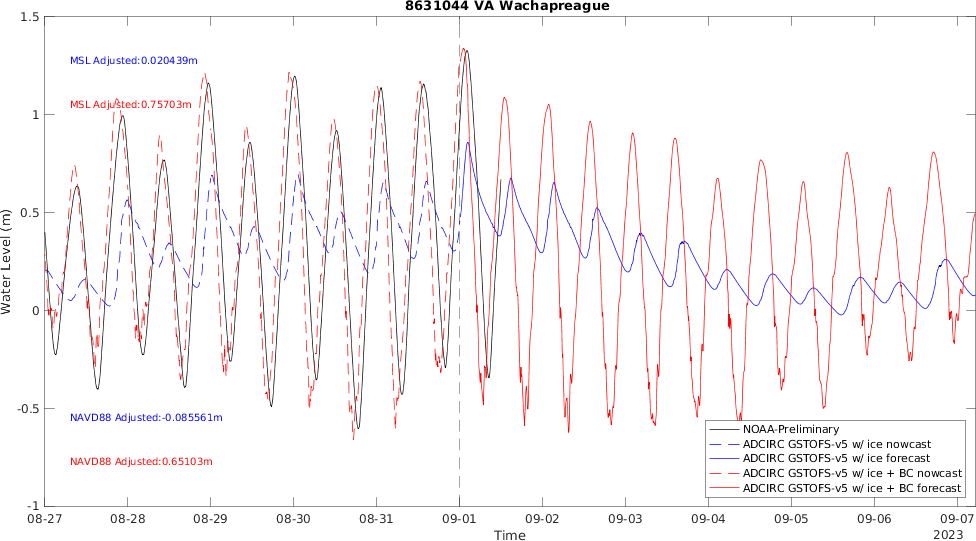 8631044 VA Wachapreague
1.5
1
0.5
0
-0.5
-1
Water Level (m)
MSL Adjusted:0.020439m
MSL Adjusted:0.75703m
NAVD88 Adjusted:-0.085561m
NAVD88 Adjusted:0.65103m
NOAA-Preliminary
ADCIRC GSTOFS-v5 w/ ice nowcast
ADCIRC GSTOFS-v5 w/ ice forecast
ADCIRC GSTOFS-v5 w/ ice + BC nowcast
ADCIRC GSTOFS-v5 w/ ice + BC forecast
08-27 08-28 08-29 08-30 08-31 09-01 09-02 09-03 09-04 09-05 09-06 09-07
2023
Time